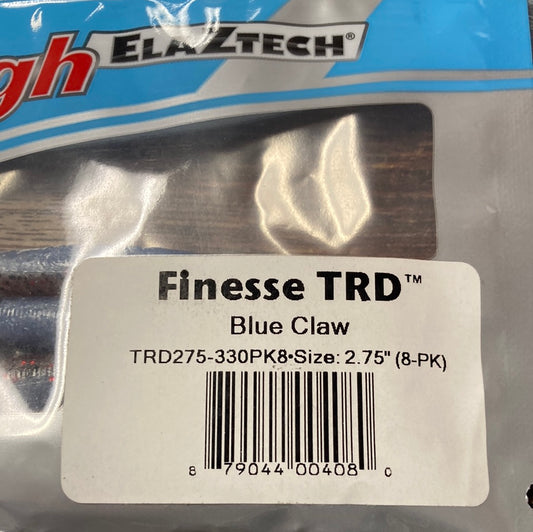 ELAZTECH®
Finesse TRD™
Blue Claw
TRD275-330PK8•Size: 2.75" (8-PK)
8 79044 00408 0